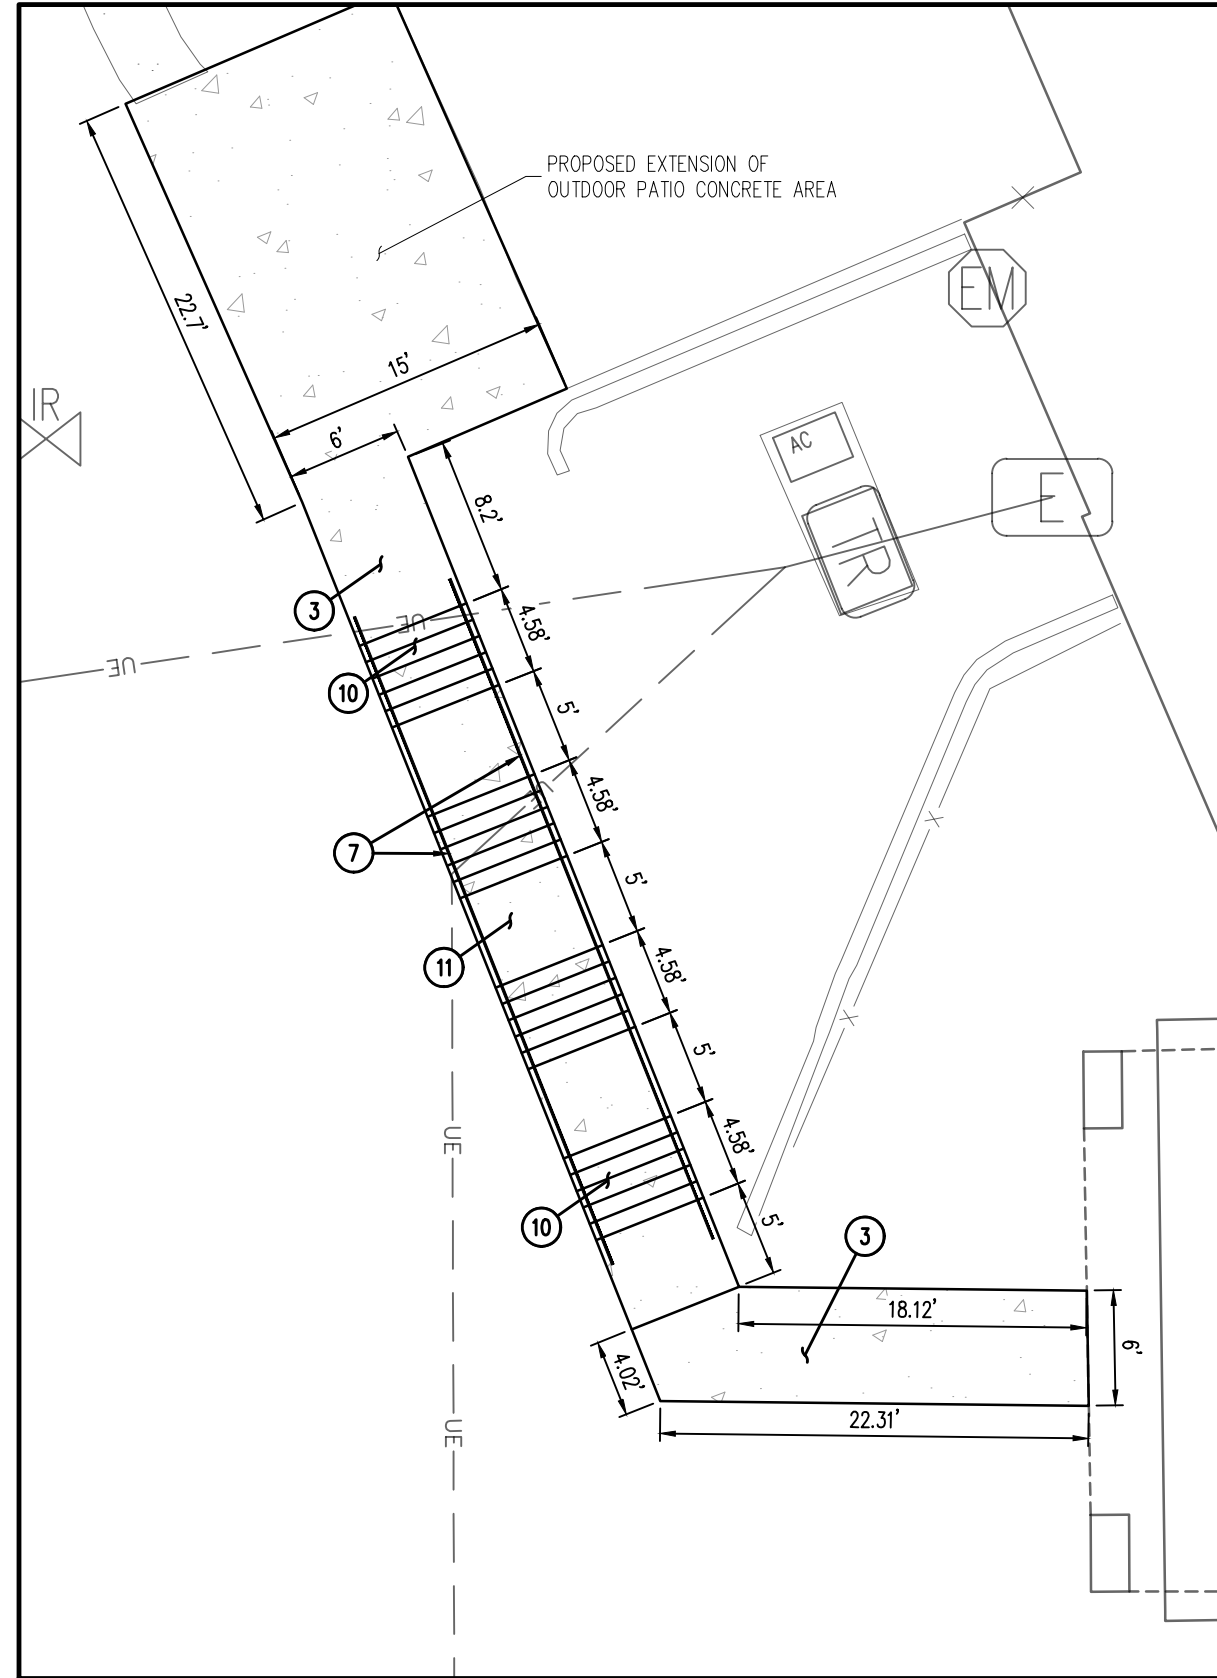 PROPOSED EXTENSION OF
OUTDOOR PATIO CONCRETE AREA
22.7'
15'
6'
IR
EM
AC
TR
E
8.2'
3
4.58'
UE
UE
10
5'
4.58'
UE
7
5'
11
4.58'
5'
4.58'
UE
10
5'
3
18.12'
6'
4.02'
22.31'
UE
X
X
X